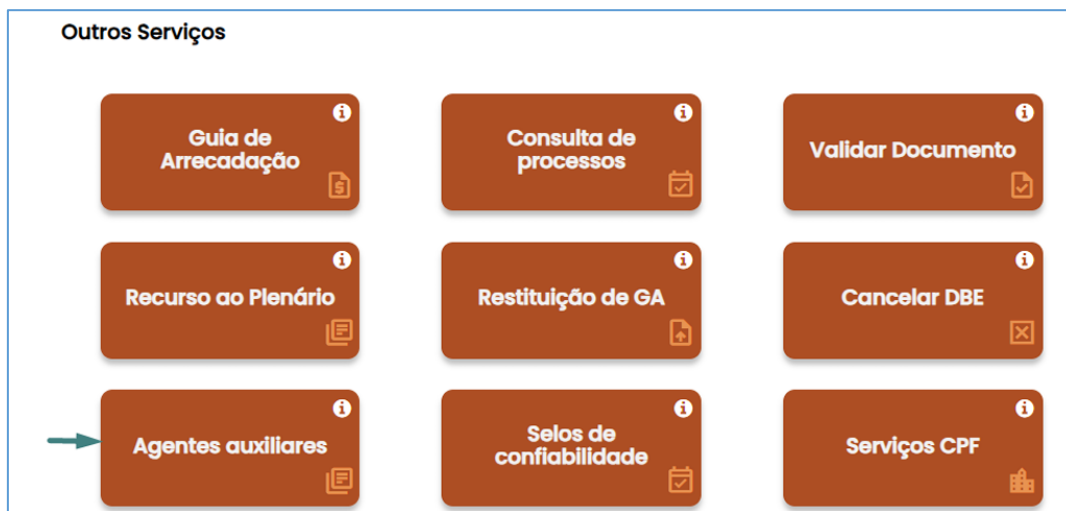 Outros Serviços
Guia de
Arrecadação
Consulta de
processos
Validar Documento
Recurso ao Plenário
Restituição de GA
Cancelar DBE
Agentes auxiliares
Selos de
confiabilidade
Serviços CPF